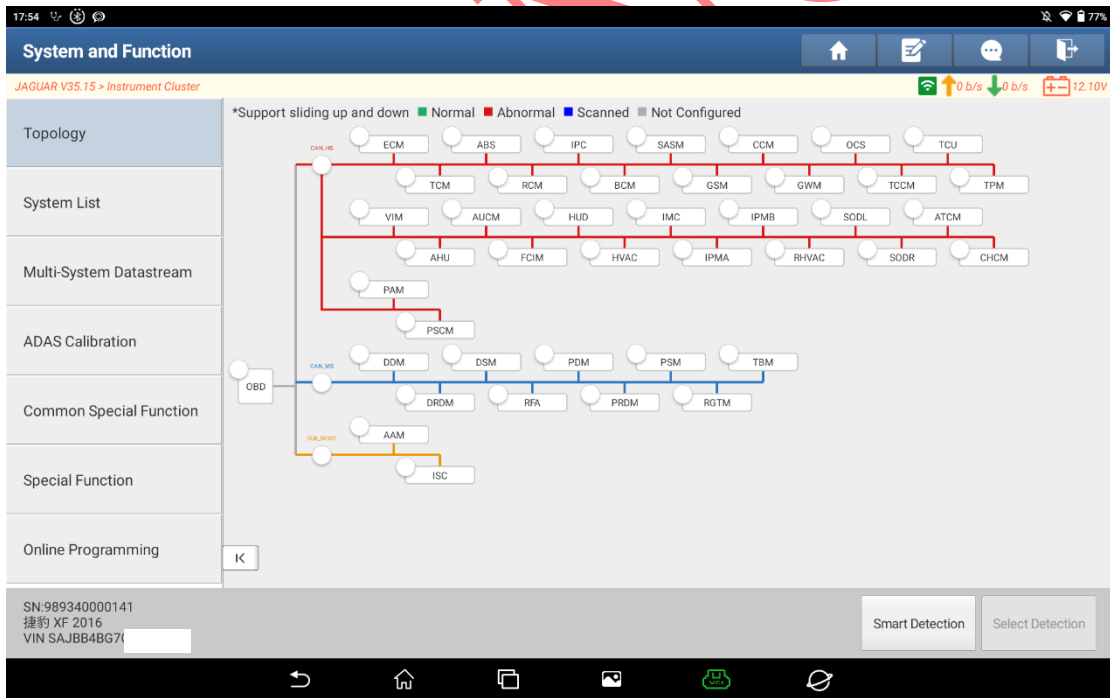 17:54 77%
System and Function
JAGUAR V35.15 > Instrument Cluster 0 b/s 0 b/s 12.10V
*Support sliding up and down Normal Abnormal Scanned Not Configured
Topology
System List
Multi-System Datastream
ADAS Calibration
Common Special Function
Special Function
Online Programming
CAN_HS ECM ABS IPC SASM CCM OCS TCU
TCM RCM BCM GSM GWM TCCM TPM
VIM AUCM HUD IMC IPMB SODL ATCM
AHU FCIM HVAC IPMA RHVAC SODR CHCM
PAM
PSCM
OBD
CAN_MS DDM DSM PDM PSM TBM
DRDM RFA PRDM RGTM
SUB_MOST AAM
ISC
SN:989340000141
捷豹 XF 2016
VIN SAJBB4BG7
Smart Detection Select Detection
VCI